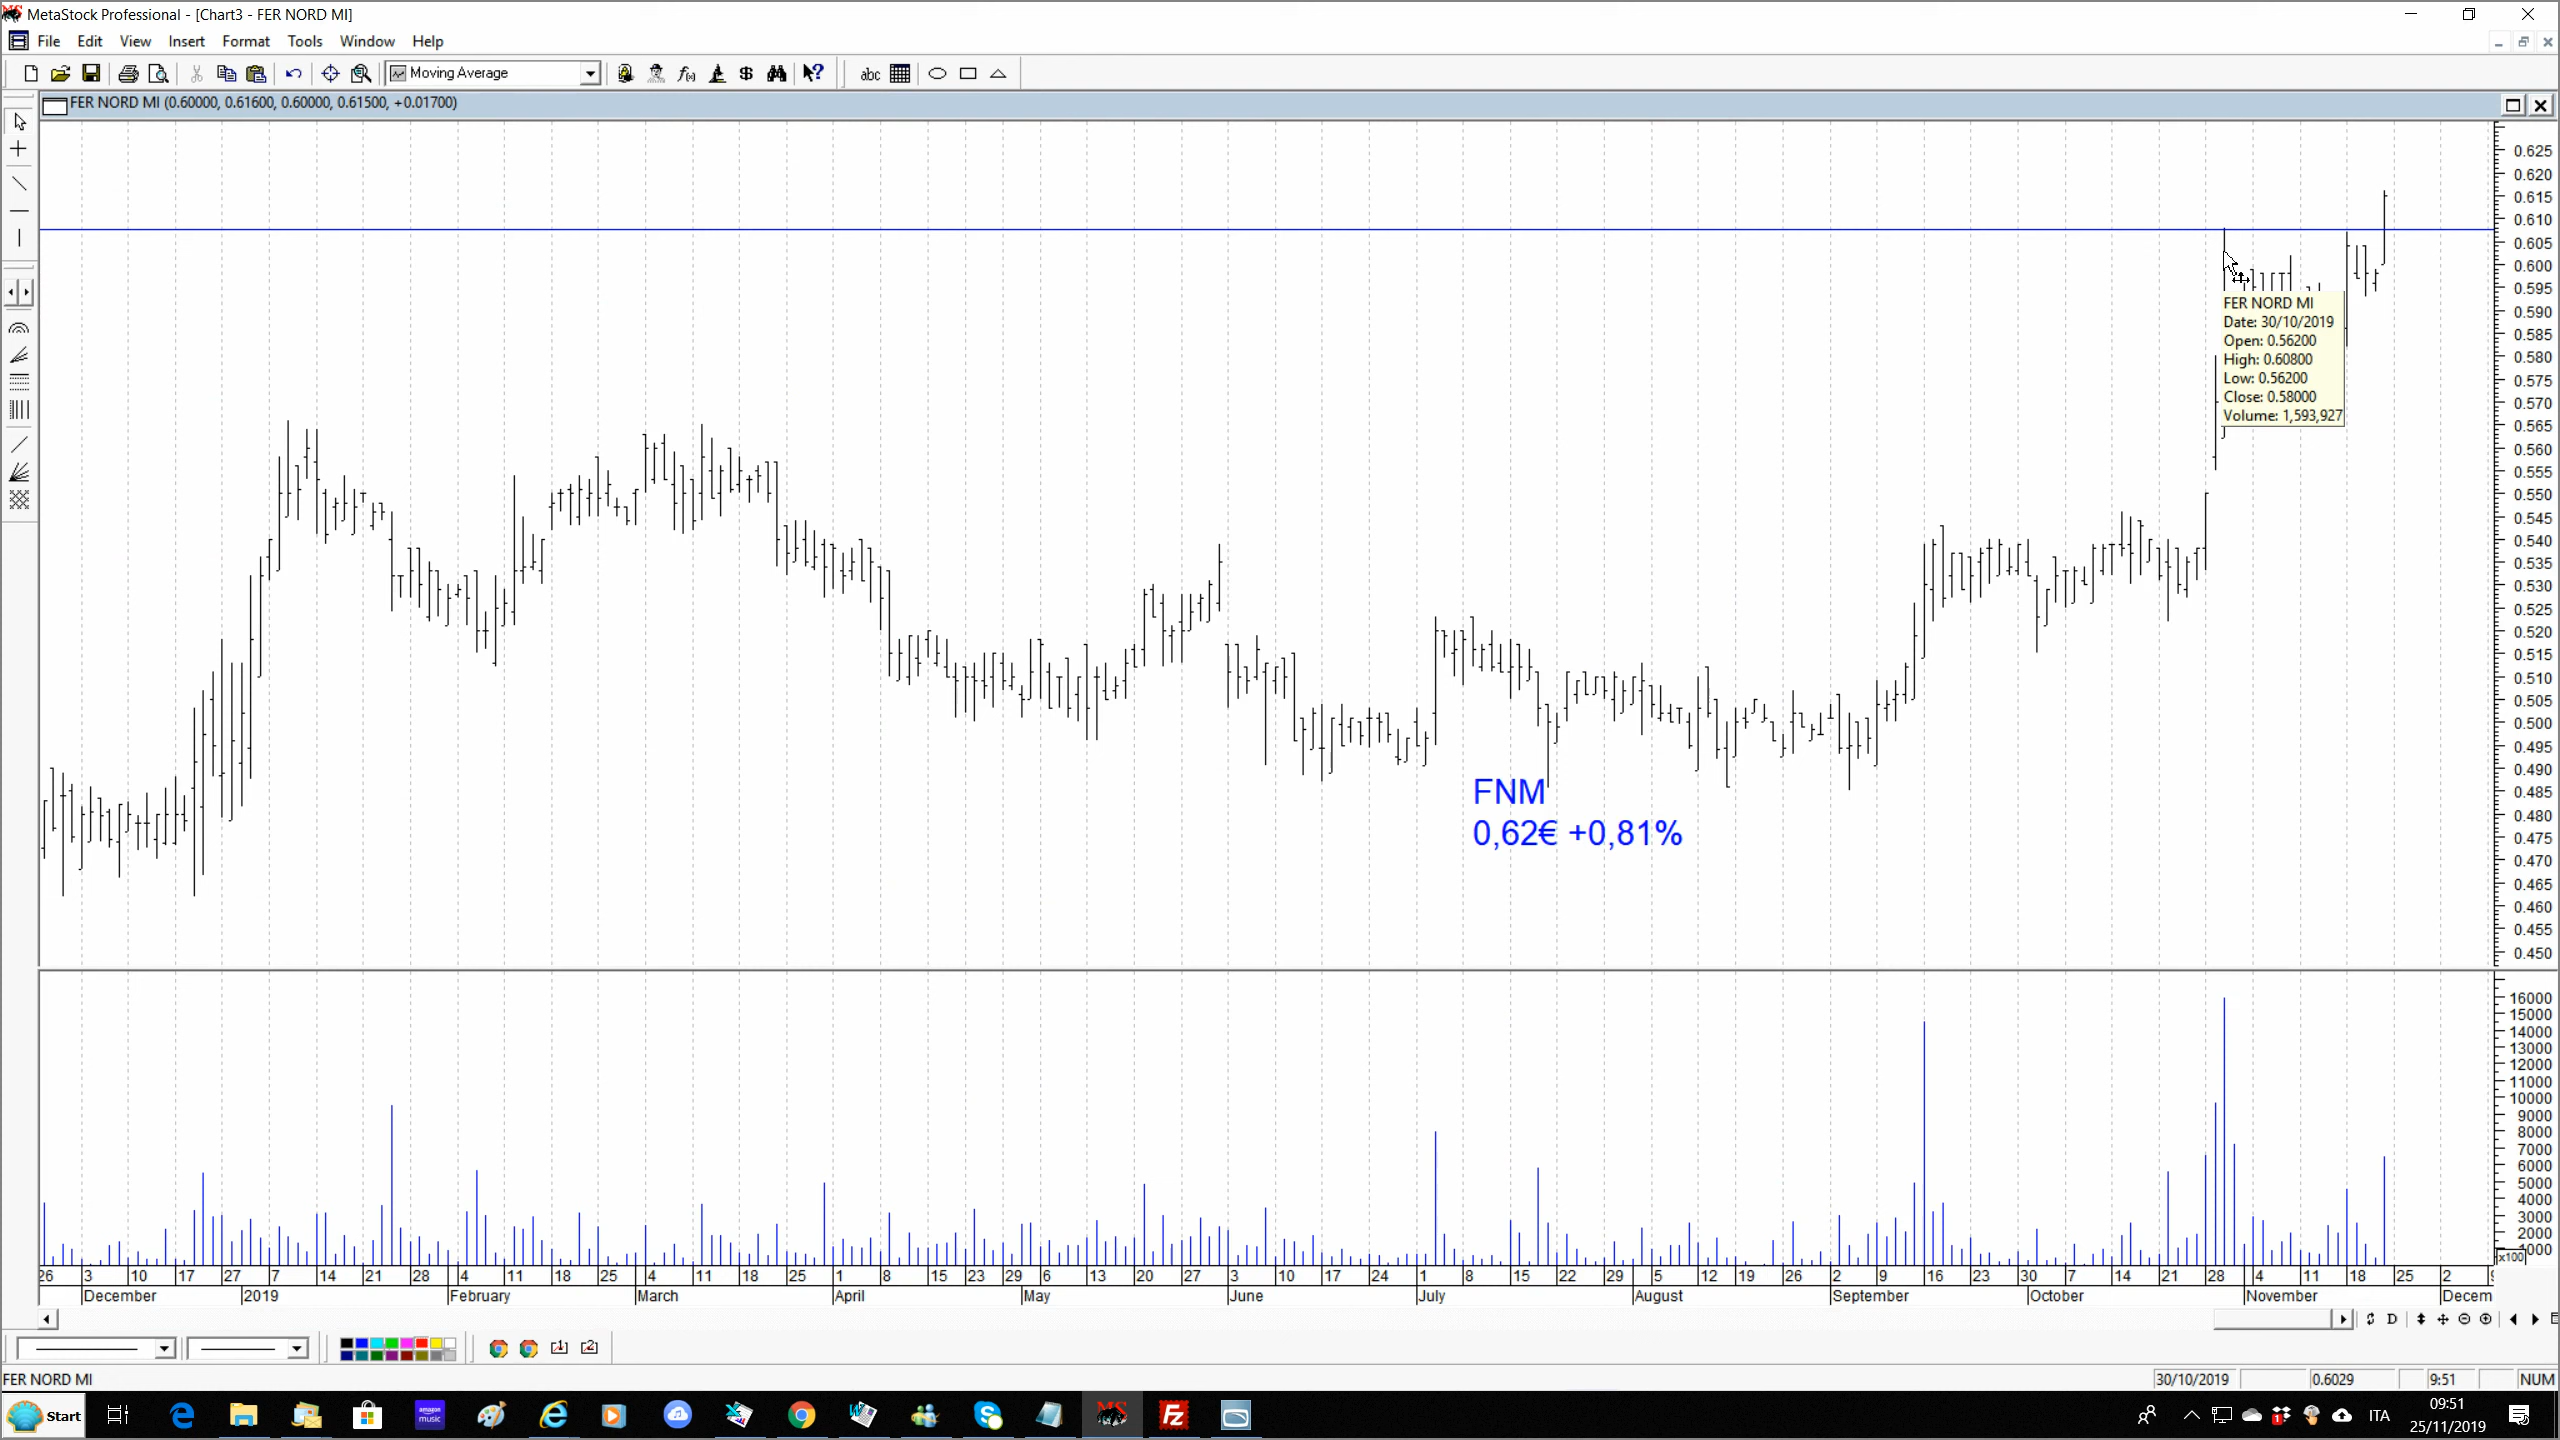 MetaStock Professional - [Chart3 - FER NORD MI]
File Edit View Insert Format Tools Window Help
Moving Average
abc
FER NORD MI (0.60000, 0.61600, 0.60000, 0.61500, +0.01700)
0.625
0.620
0.615
0.610
0.605
0.600
0.595
0.590
0.585
0.580
0.575
0.570
0.565
0.560
0.555
0.550
0.545
0.540
0.535
0.530
0.525
0.520
0.515
0.510
0.505
0.500
0.495
0.490
0.485
0.480
0.475
0.470
0.465
0.460
0.455
0.450
FER NORD MI
Date: 30/10/2019
Open: 0.56200
High: 0.60800
Low: 0.56200
Close: 0.58000
Volume: 1,593,927
FNM
0,62€ +0,81%
16000
15000
14000
13000
12000
11000
10000
9000
8000
7000
6000
5000
4000
3000
2000
1000
x100
26 3 10 17 27 7 14 21 28 4 11 18 25 4 11 18 25 1 8 15 23 29 6 13 20 27 3 10 17 24 1 8 15 22 29 5 12 19 26 2 9 16 23 30 7 14 21 28 4 11 18 25 2
December 2019 February March April May June July August September October November Decem
D
FER NORD MI 30/10/2019 0.6029 9:51 NUM
Start amazon music ITA 09:51
25/11/2019